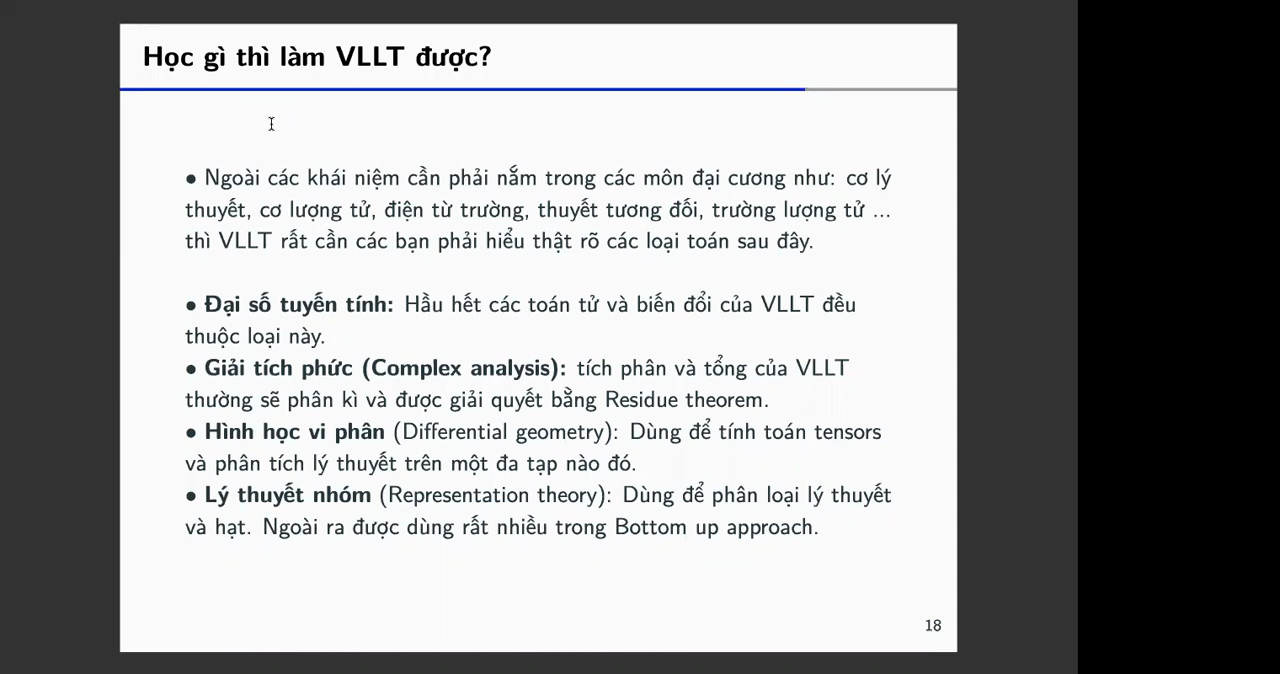 Học gì thì làm VLLT được?
• Ngoài các khái niệm cần phải nắm trong các môn đại cương như: cơ lý
thuyết, cơ lượng tử, điện từ trường, thuyết tương đối, trường lượng tử ...
thì VLLT rất cần các bạn phải hiểu thật rõ các loại toán sau đây.
• Đại số tuyến tính: Hầu hết các toán tử và biến đổi của VLLT đều
thuộc loại này.
• Giải tích phức (Complex analysis): tích phân và tổng của VLLT
thường sẽ phân kì và được giải quyết bằng Residue theorem.
• Hình học vi phân (Differential geometry): Dùng để tính toán tensors
và phân tích lý thuyết trên một đa tạp nào đó.
• Lý thuyết nhóm (Representation theory): Dùng để phân loại lý thuyết
và hạt. Ngoài ra được dùng rất nhiều trong Bottom up approach.
18